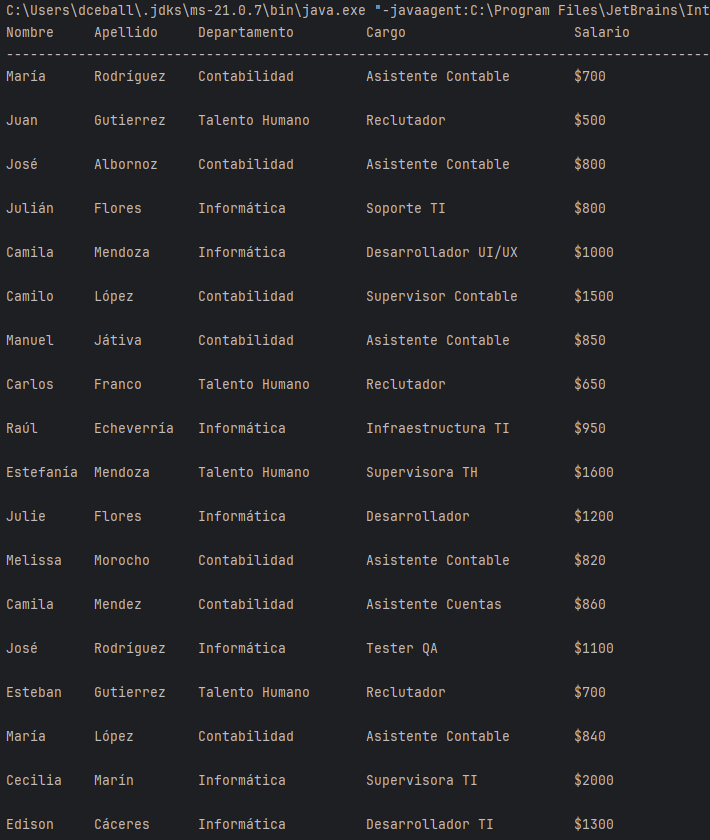 C:\Users\dceball\.jdks\ms-21.0.7\bin\java.exe "-javaagent:C:\Program Files\JetBrains\Int
Nombre Apellido Departamento Cargo Salario
----------------------------------------------------------------------------------------
María Rodríguez Contabilidad Asistente Contable $700
Juan Gutierrez Talento Humano Reclutador $500
José Albornoz Contabilidad Asistente Contable $800
Julián Flores Informática Soporte TI $800
Camila Mendoza Informática Desarrollador UI/UX $1000
Camilo López Contabilidad Supervisor Contable $1500
Manuel Játiva Contabilidad Asistente Contable $850
Carlos Franco Talento Humano Reclutador $650
Raúl Echeverría Informática Infraestructura TI $950
Estefanía Mendoza Talento Humano Supervisora TH $1600
Julie Flores Informática Desarrollador $1200
Melissa Morocho Contabilidad Asistente Contable $820
Camila Mendez Contabilidad Asistente Cuentas $860
José Rodríguez Informática Tester QA $1100
Esteban Gutierrez Talento Humano Reclutador $700
María López Contabilidad Asistente Contable $840
Cecilia Marín Informática Supervisora TI $2000
Edison Cáceres Informática Desarrollador TI $1300